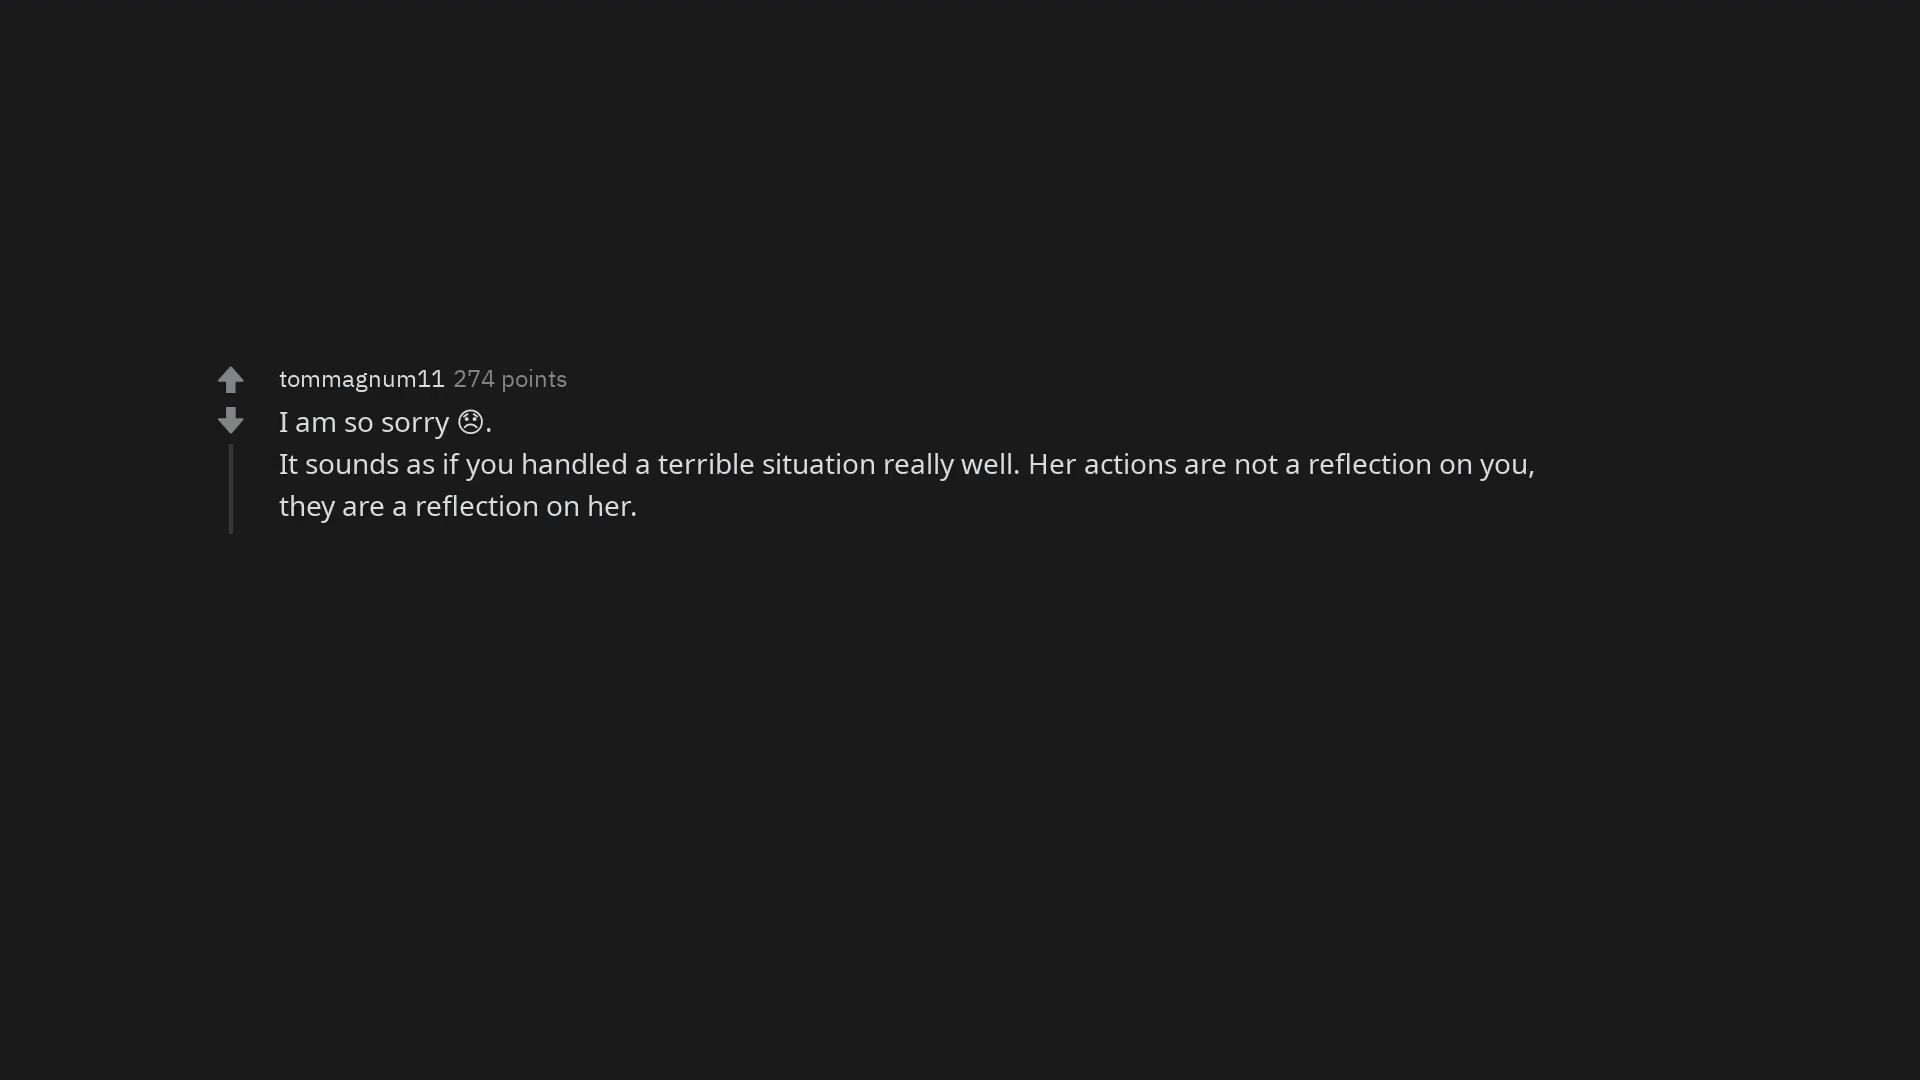 tommagnum11 274 points
I am so sorry 😞.
It sounds as if you handled a terrible situation really well. Her actions are not a reflection on you,
they are a reflection on her.